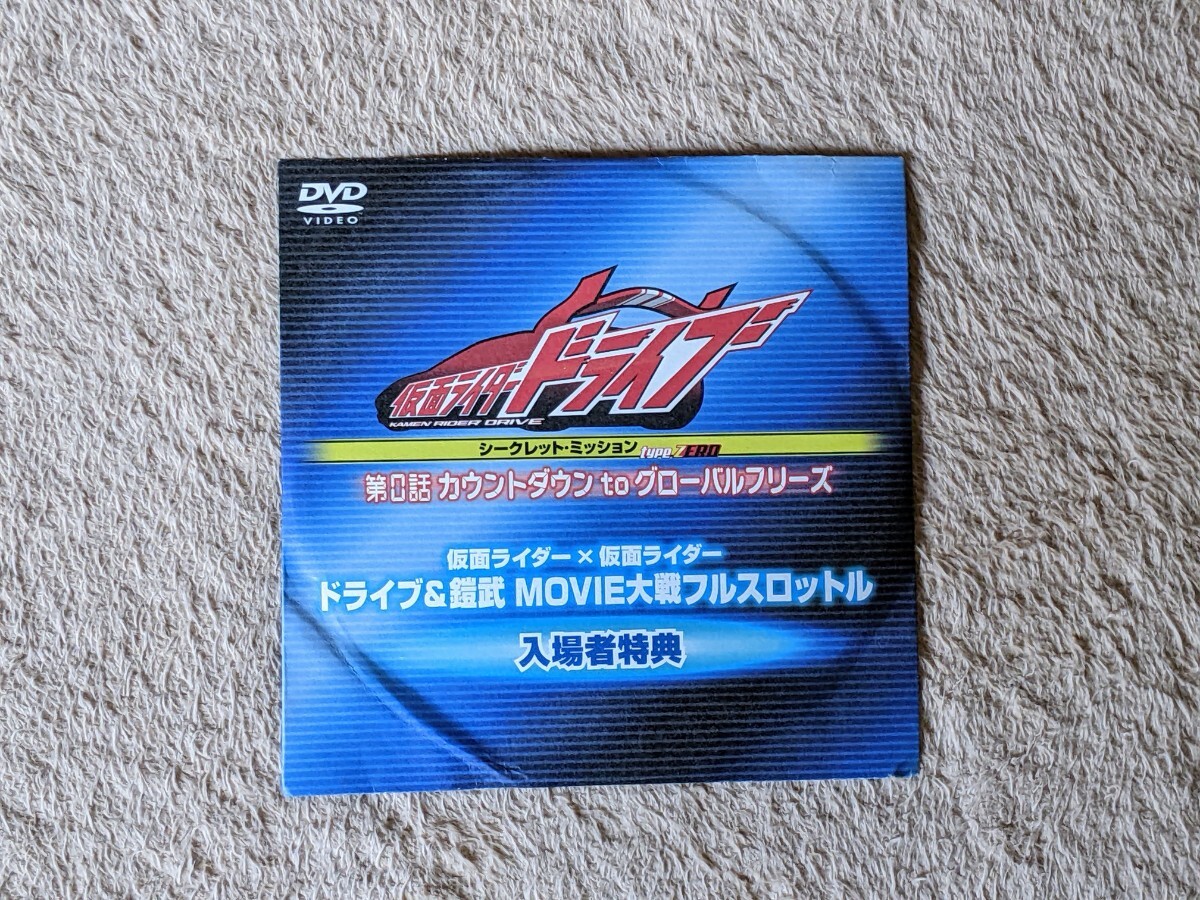 DVD
VIDEO
仮面ライダードライブ
KAMEN RIDER DRIVE
シークレット・ミッション type ZERO
第0話 カウントダウン to グローバルフリーズ
仮面ライダー×仮面ライダー
ドライブ&鎧武 MOVIE大戦フルスロットル
入場者特典